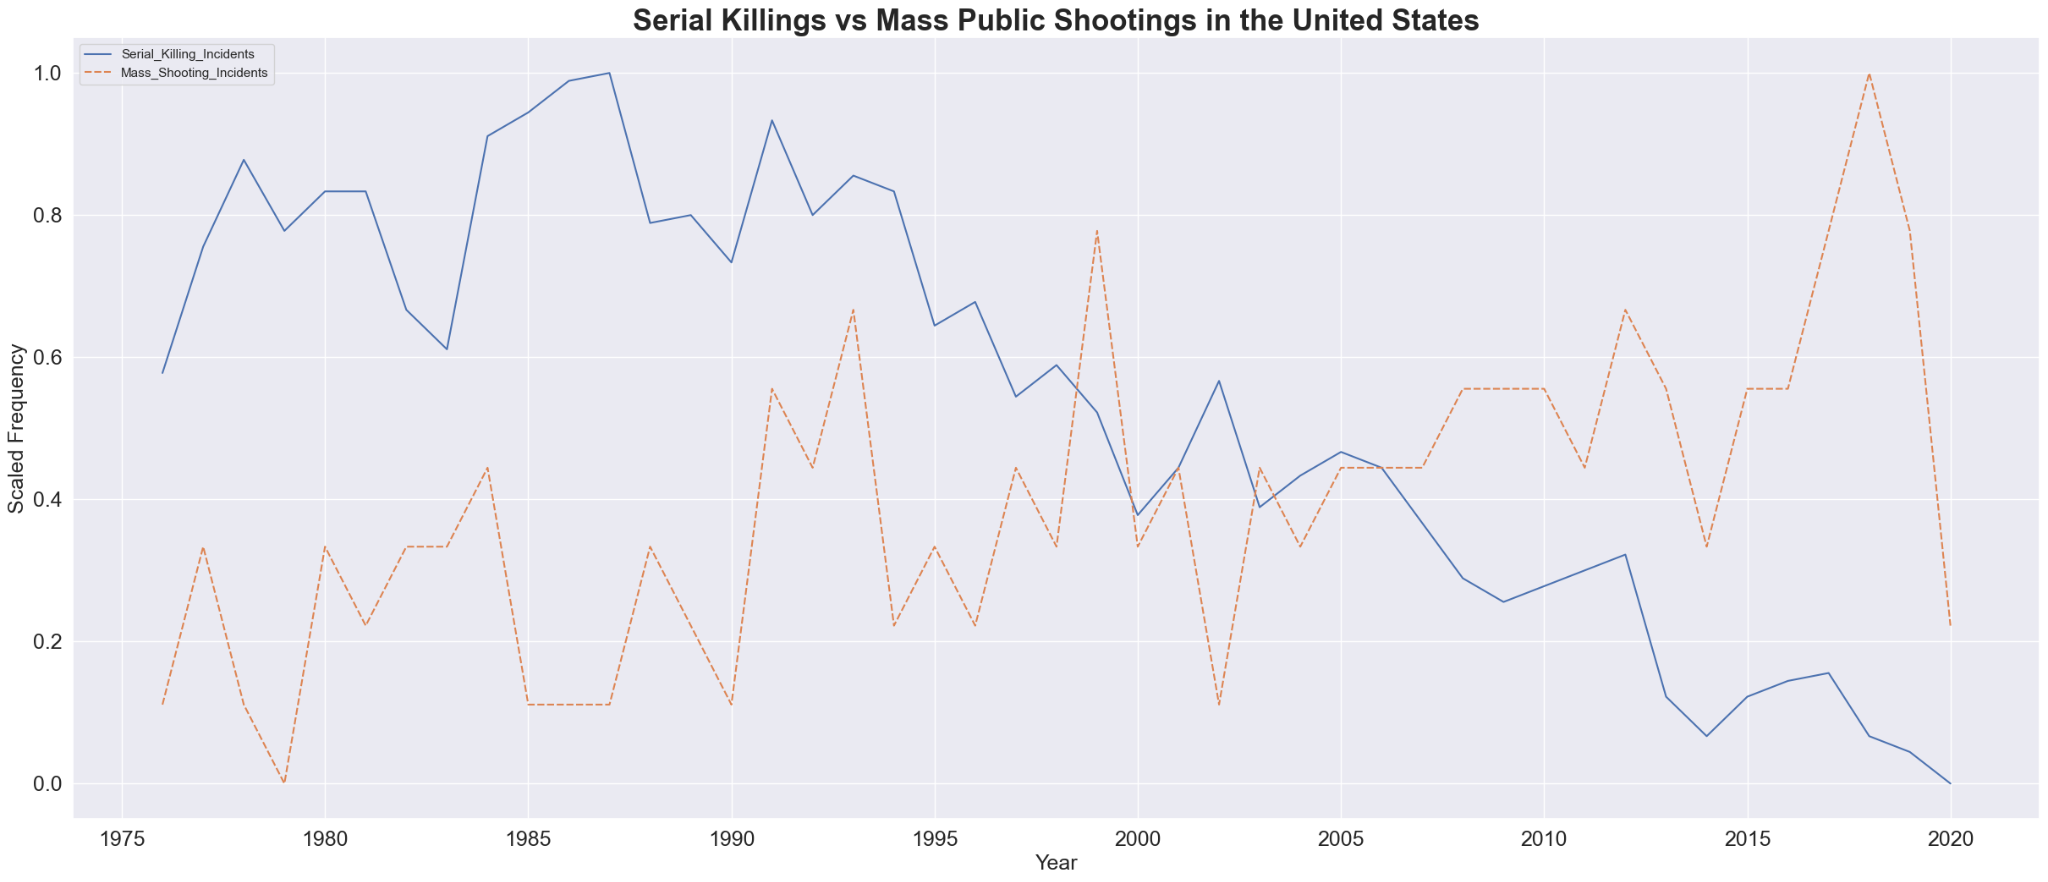 Serial Killings vs Mass Public Shootings in the United States
Serial_Killing_Incidents
Mass_Shooting_Incidents
1.0
0.8
0.6
0.4
0.2
0.0
Scaled Frequency
1975 1980 1985 1990 1995 2000 2005 2010 2015 2020
Year